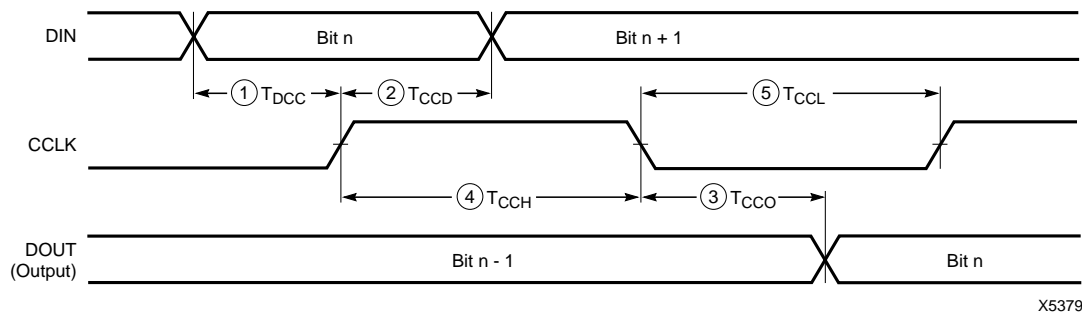 DIN
Bit n
Bit n + 1
1 TDCC
2 TCCD
5 TCCL
CCLK
4 TCCH
3 TCCO
DOUT
(Output)
Bit n - 1
Bit n
X5379